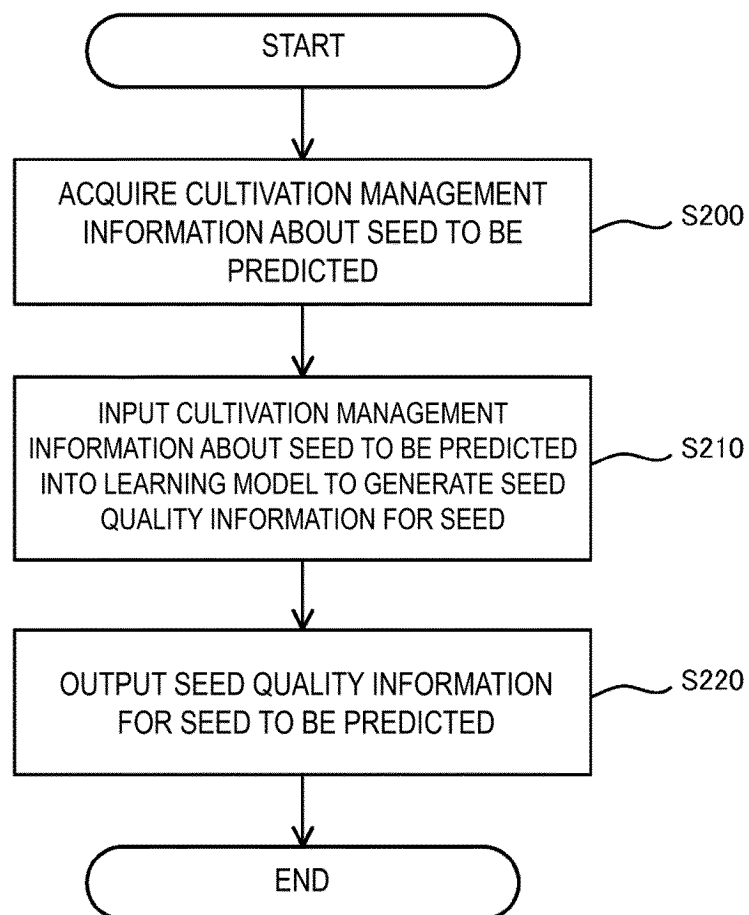 START
ACQUIRE CULTIVATION MANAGEMENT
INFORMATION ABOUT SEED TO BE
PREDICTED
S200
INPUT CULTIVATION MANAGEMENT
INFORMATION ABOUT SEED TO BE PREDICTED
INTO LEARNING MODEL TO GENERATE SEED
QUALITY INFORMATION FOR SEED
S210
OUTPUT SEED QUALITY INFORMATION
FOR SEED TO BE PREDICTED
S220
END